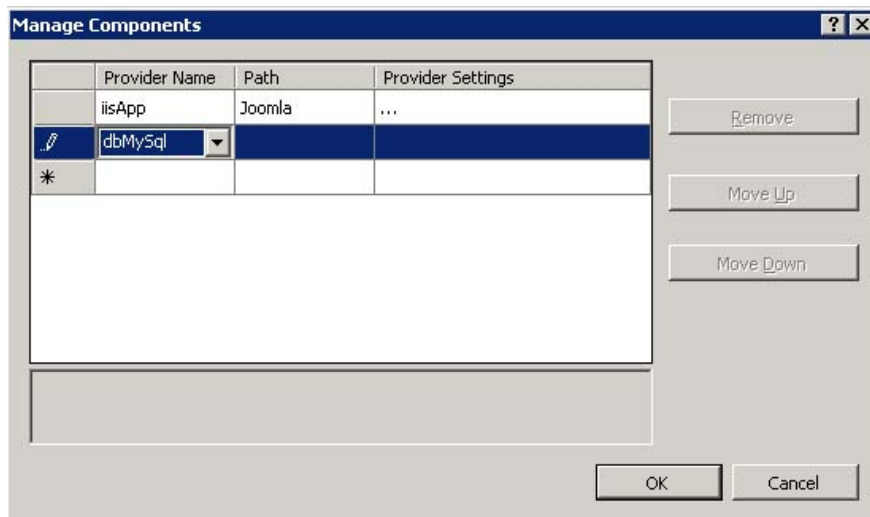 Manage Components
Provider Name Path Provider Settings
iisApp Joomla ...
dbMySql
Remove
Move Up
Move Down
OK Cancel